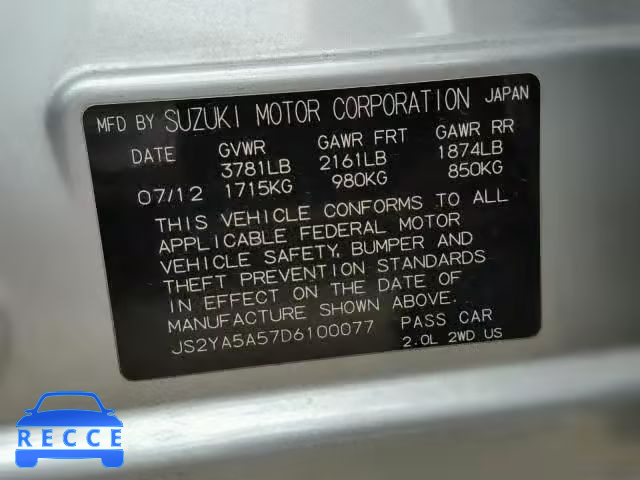 MFD BY SUZUKI MOTOR CORPORATION JAPAN
DATE GVWR GAWR FRT GAWR RR
3781LB 2161LB 1874LB
07/12 1715KG 980KG 850KG
THIS VEHICLE CONFORMS TO ALL
APPLICABLE FEDERAL MOTOR
VEHICLE SAFETY, BUMPER AND
THEFT PREVENTION STANDARDS
IN EFFECT ON THE DATE OF
MANUFACTURE SHOWN ABOVE.
JS2YA5A57D6100077 PASS CAR
2.0L 2WD US
RECCE